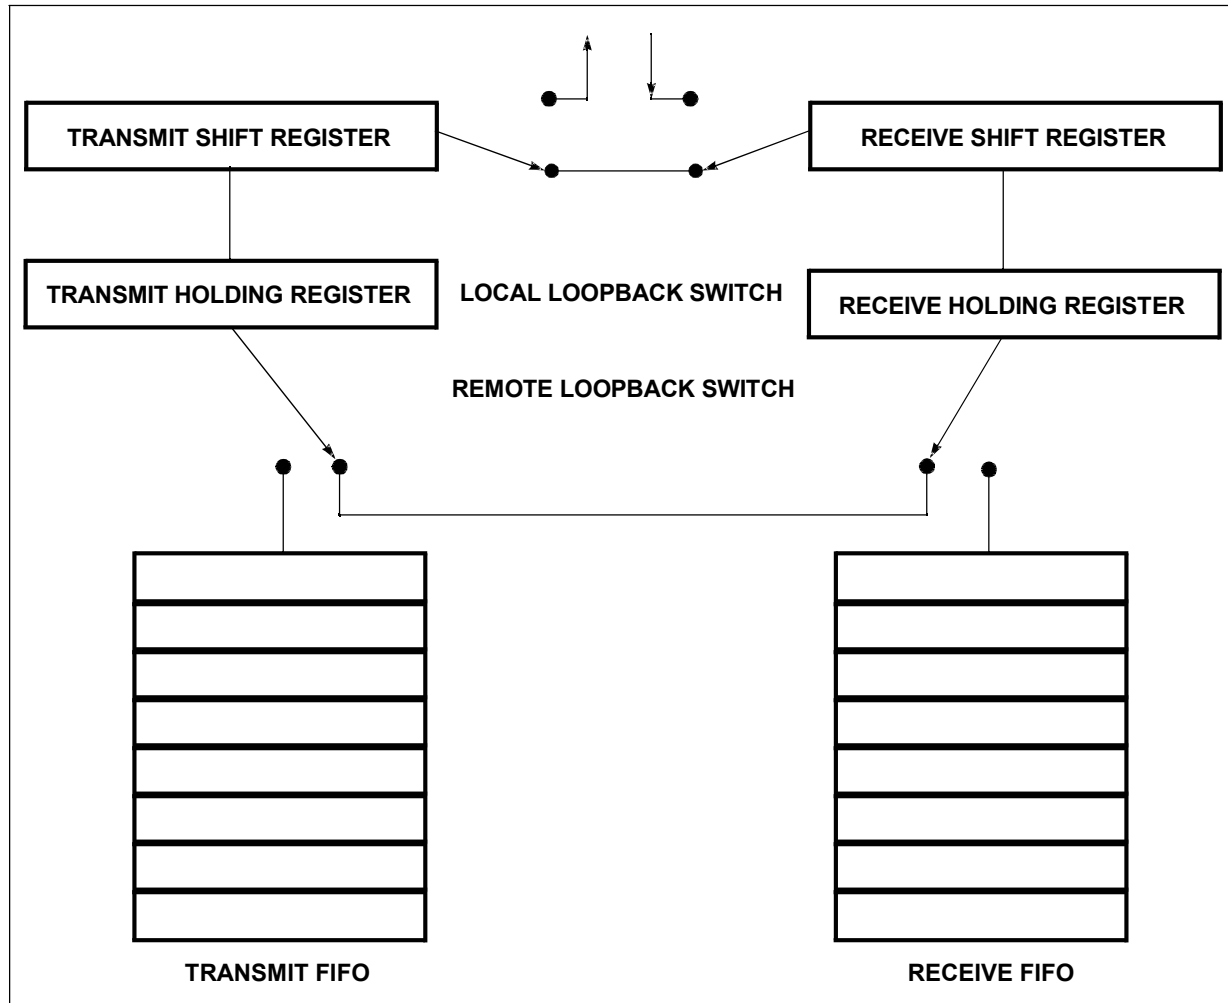 TRANSMIT SHIFT REGISTER
RECEIVE SHIFT REGISTER
TRANSMIT HOLDING REGISTER
LOCAL LOOPBACK SWITCH
RECEIVE HOLDING REGISTER
REMOTE LOOPBACK SWITCH
TRANSMIT FIFO
RECEIVE FIFO